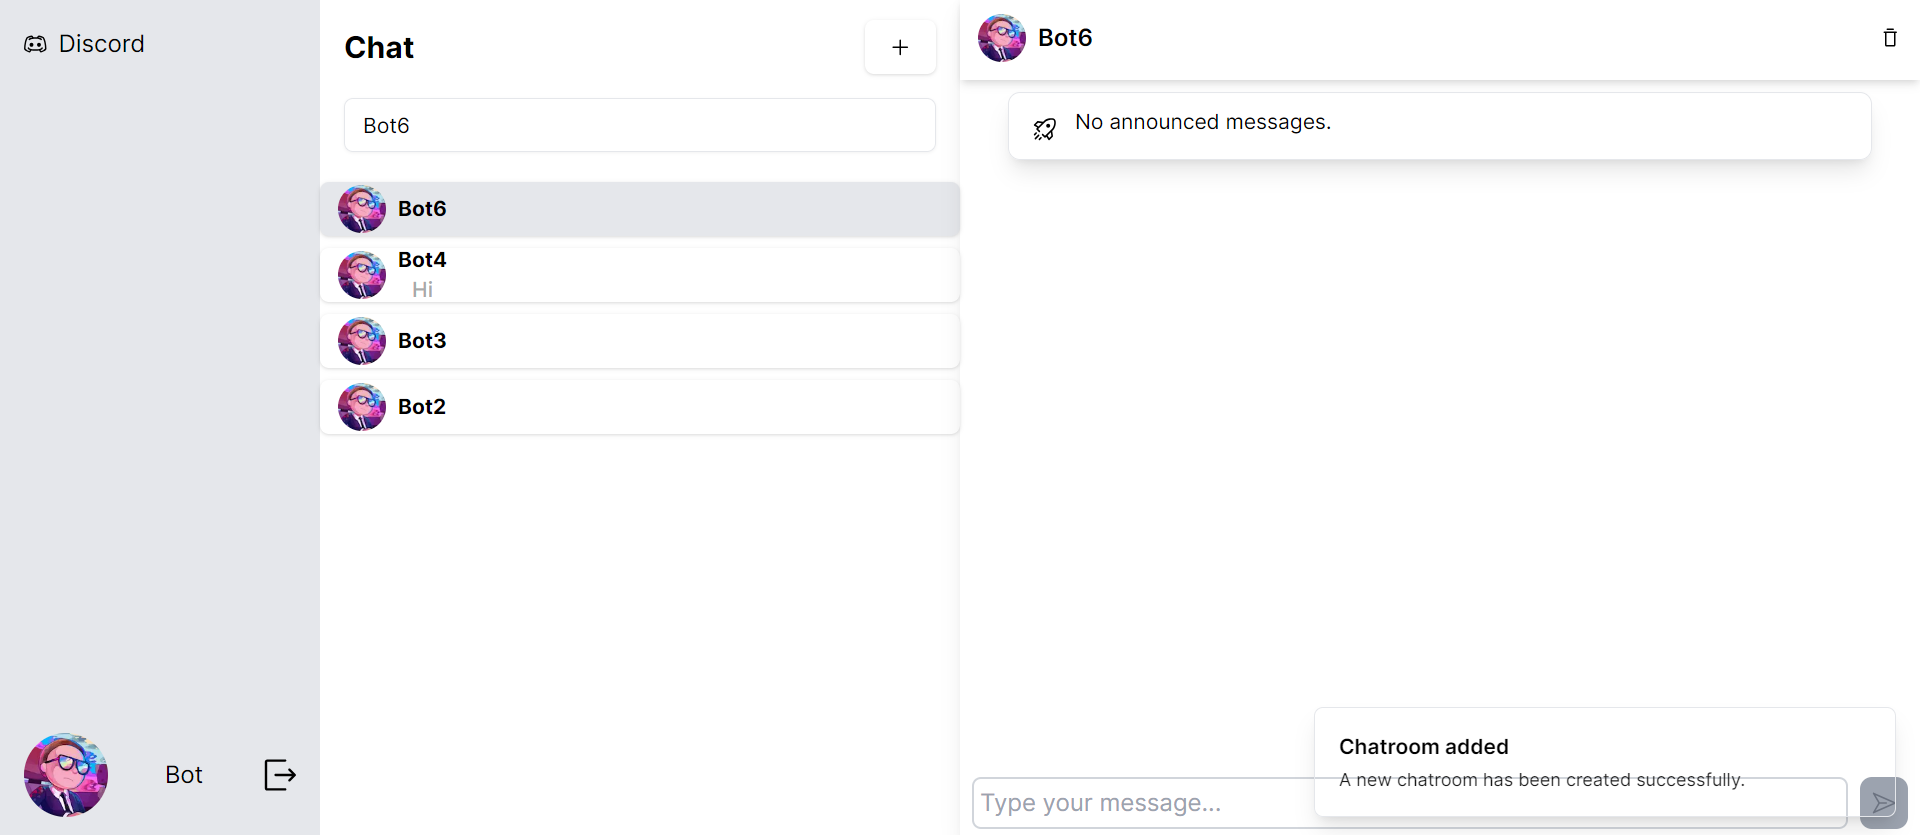 Discord
Bot
Chat
+
Bot6
Bot6
Bot4
Hi
Bot3
Bot2
Bot6
No announced messages.
Chatroom added
A new chatroom has been created successfully.
Type your message...